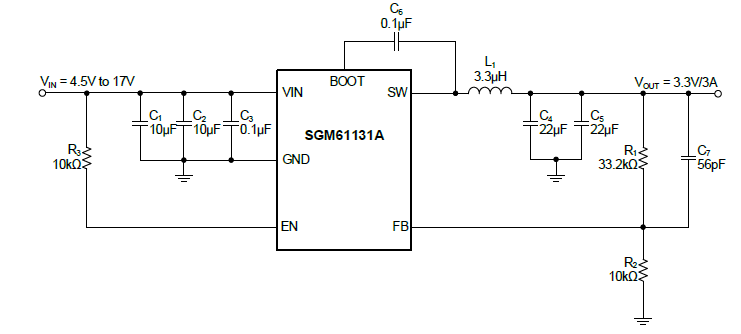 C₆
0.1μF
L₁
3.3μH
VIN = 4.5V to 17V
VOUT = 3.3V/3A
VIN
BOOT
SW
C₁
10μF
C₂
10μF
C₃
0.1μF
C₄
22μF
C₅
22μF
SGM61131A
R₃
10kΩ
GND
R₁
33.2kΩ
C₇
56pF
EN
FB
R₂
10kΩ